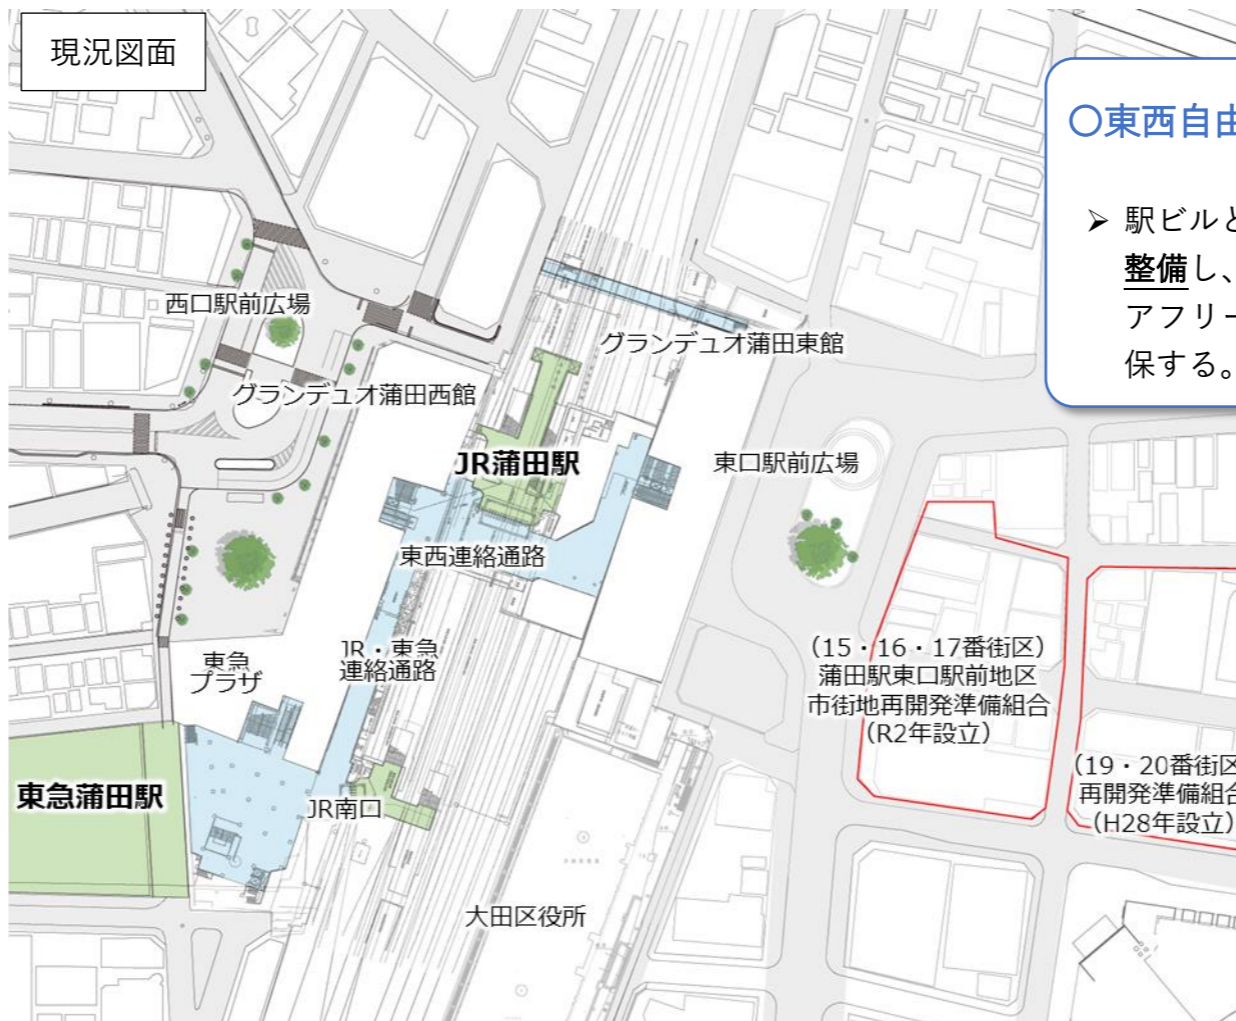 現況図面
〇東西自由
➢ 駅ビルと
整備し、
アフリー
保する。
西口駅前広場
グランデュオ蒲田東館
グランデュオ蒲田西館
JR蒲田駅
東口駅前広場
東西連絡通路
JR・東急
連絡通路
東急
プラザ
(15・16・17番街区)
蒲田駅東口駅前地区
市街地再開発準備組合
(R2年設立)
(19・20番街区
再開発準備組合
(H28年設立)
東急蒲田駅
JR南口
大田区役所